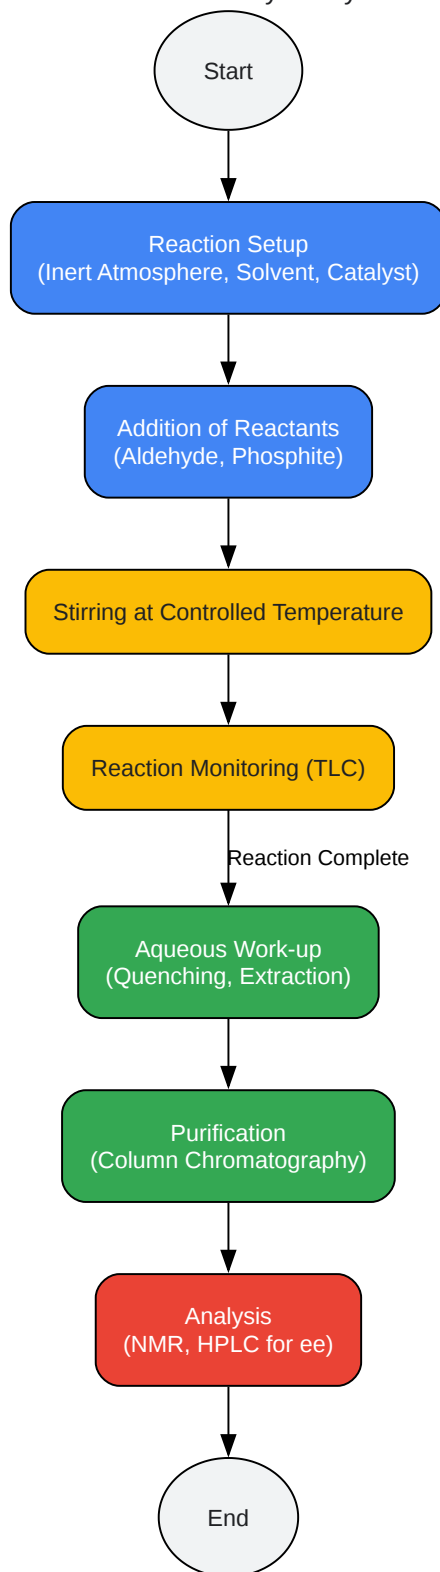 Start
Reaction Setup
(Inert Atmosphere, Solvent, Catalyst)
Addition of Reactants
(Aldehyde, Phosphite)
Stirring at Controlled Temperature
Reaction Monitoring (TLC)
Reaction Complete
Aqueous Work-up
(Quenching, Extraction)
Purification
(Column Chromatography)
Analysis
(NMR, HPLC for ee)
End